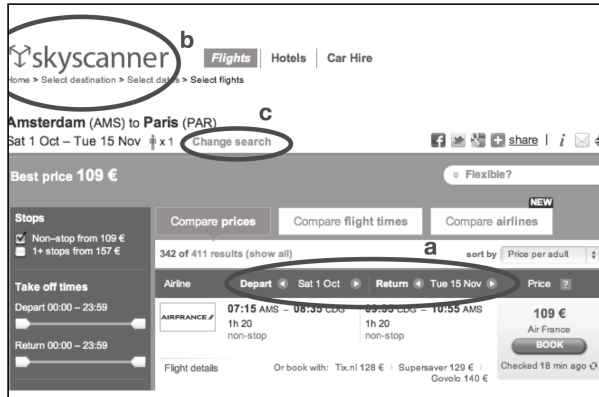 b
skyscanner
Flights Hotels Car Hire
Home > Select destination > Select dates > Select flights
c
Amsterdam (AMS) to Paris (PAR)
Sat 1 Oct – Tue 15 Nov x 1 Change search
share | i
Best price 109 €
Flexible?
NEW
Stops
Compare prices Compare flight times Compare airlines
Non–stop from 109 €
1+ stops from 157 €
a
342 of 411 results (show all) sort by Price per adult
Take off times
Airline Depart Sat 1 Oct Return Tue 15 Nov Price ?
Depart 00:00 – 23:59
AIRFRANCE 07:15 AMS – 08:35 CDG 09:35 – 10:55 AMS 109 €
1h 20 1h 20 Air France
non-stop non-stop BOOK
Return 00:00 – 23:59
Flight details Or book with: Tix.nl 128 € | Supersaver 129 € | Checked 18 min ago
Govolo 140 €